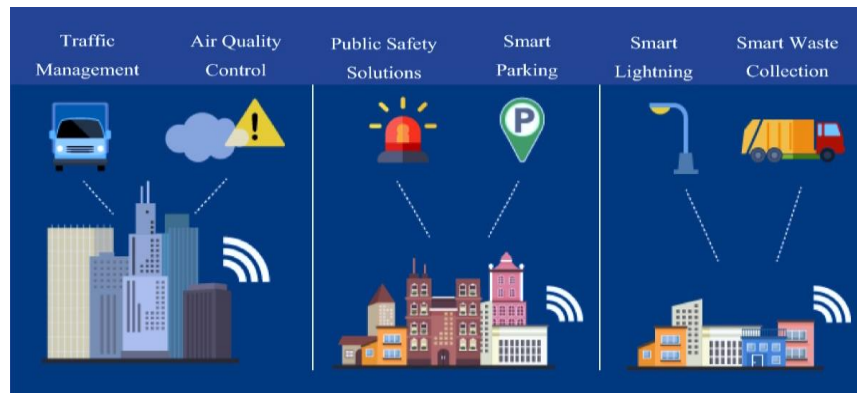 Traffic
Management
Air Quality
Control
Public Safety
Solutions
Smart
Parking
Smart
Lightning
Smart Waste
Collection
P